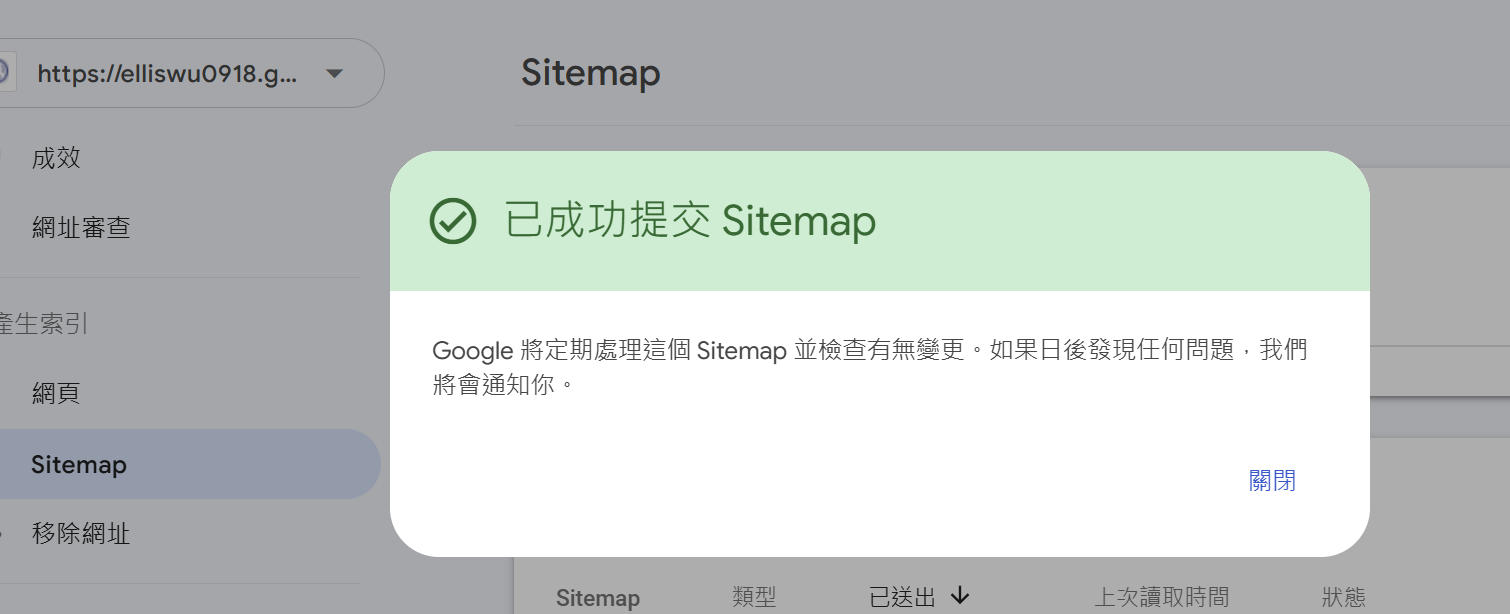 https://elliswu0918.g...
Sitemap
成效
網址審查
產生索引
網頁
Sitemap
移除網址
已成功提交 Sitemap
Google 將定期處理這個 Sitemap 並檢查有無變更。如果日後發現任何問題，我們
將會通知你。
關閉
Sitemap 類型 已送出 上次讀取時間 狀態